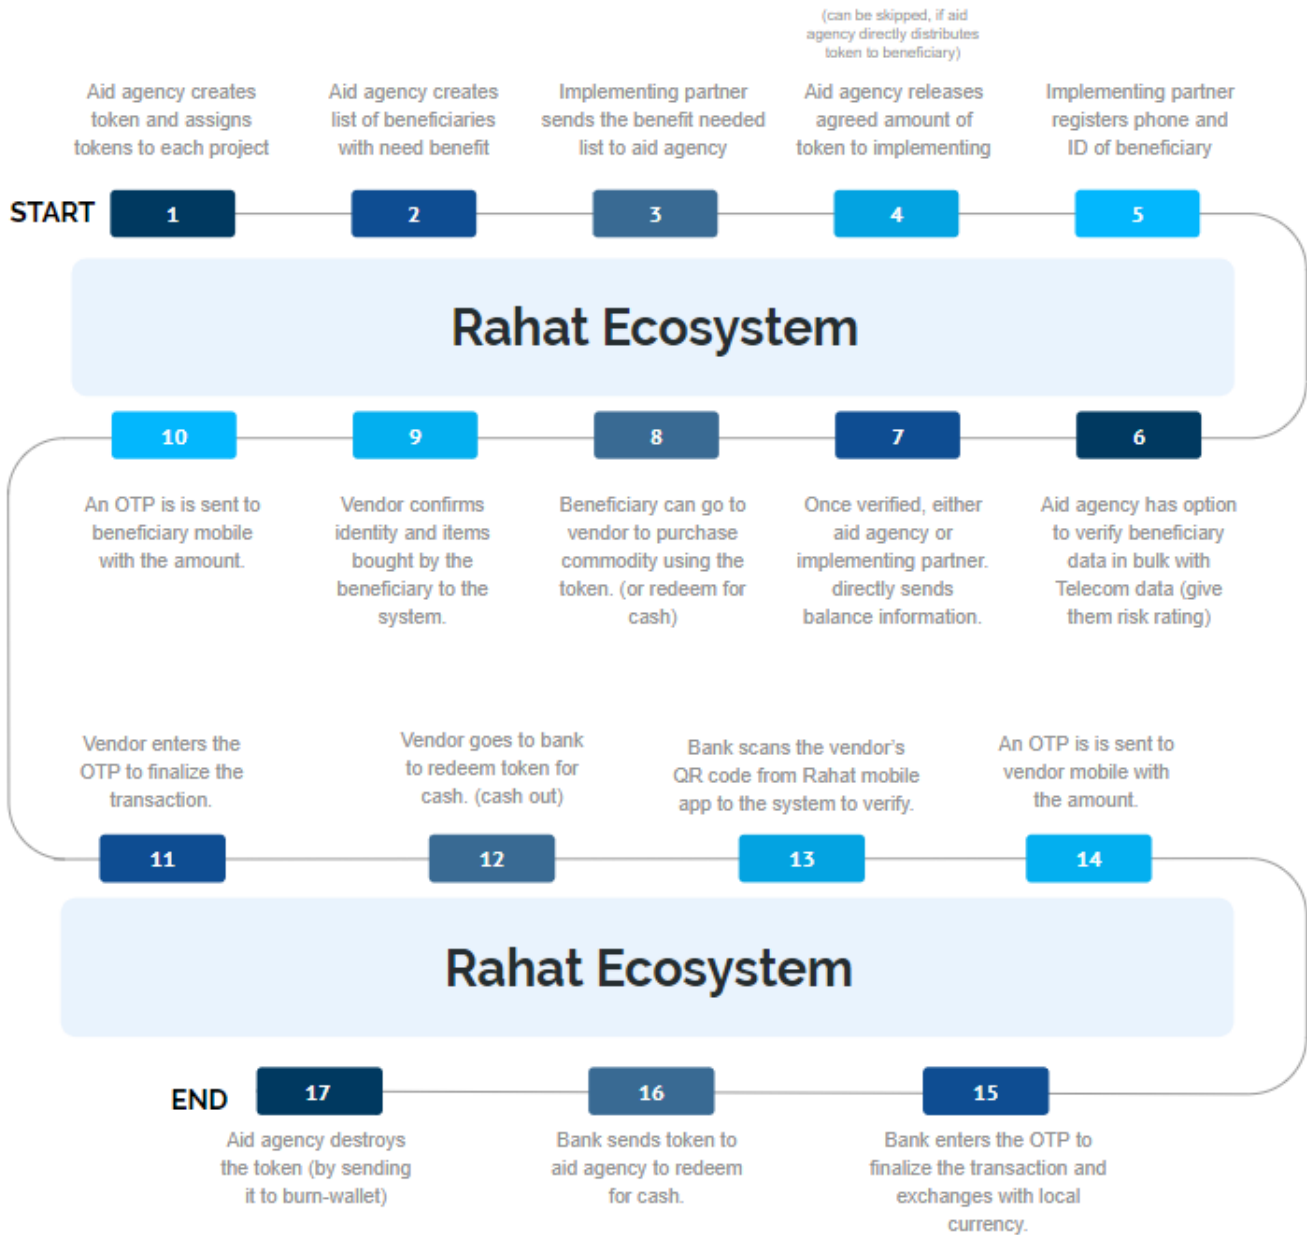 (can be skipped, if aid
agency directly distributes
token to beneficiary)
Aid agency creates
token and assigns
tokens to each project
Aid agency creates
list of beneficiaries
with need benefit
Implementing partner
sends the benefit needed
list to aid agency
Aid agency releases
agreed amount of
token to implementing
Implementing partner
registers phone and
ID of beneficiary
START
1
2
3
4
5
Rahat Ecosystem
10
9
8
7
6
An OTP is is sent to
beneficiary mobile
with the amount.
Vendor confirms
identity and items
bought by the
beneficiary to the
system.
Beneficiary can go to
vendor to purchase
commodity using the
token. (or redeem for
cash)
Once verified, either
aid agency or
implementing partner.
directly sends
balance information.
Aid agency has option
to verify beneficiary
data in bulk with
Telecom data (give
them risk rating)
Vendor enters the
OTP to finalize the
transaction.
Vendor goes to bank
to redeem token for
cash. (cash out)
Bank scans the vendor's
QR code from Rahat mobile
app to the system to verify.
An OTP is is sent to
vendor mobile with
the amount.
11
12
13
14
Rahat Ecosystem
END
17
16
15
Aid agency destroys
the token (by sending
it to burn-wallet)
Bank sends token to
aid agency to redeem
for cash.
Bank enters the OTP to
finalize the transaction and
exchanges with local
currency.